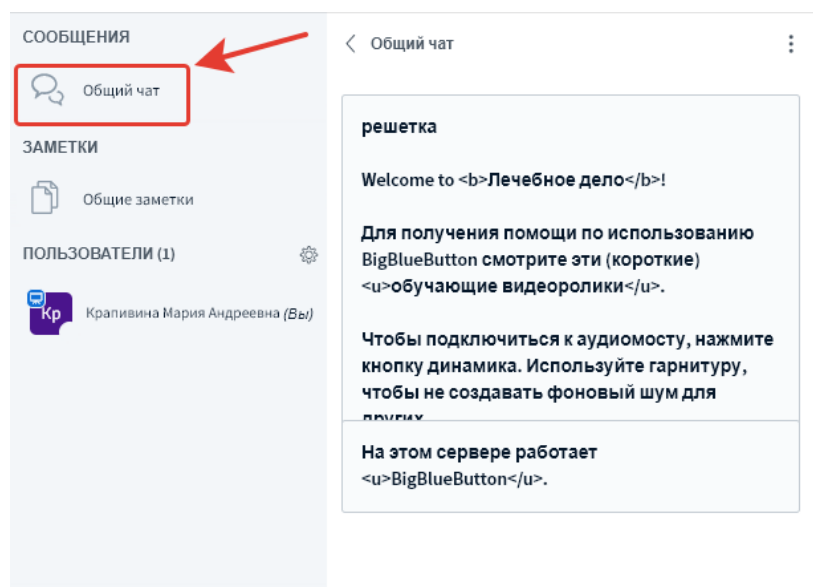 СООБЩЕНИЯ
Общий чат
ЗАМЕТКИ
Общие заметки
ПОЛЬЗОВАТЕЛИ (1)
Кр
Крапивина Мария Андреевна (Вы)
Общий чат
решетка
Welcome to <b>Лечебное дело</b>!
Для получения помощи по использованию
BigBlueButton смотрите эти (короткие)
<u>обучающие видеоролики</u>.
Чтобы подключиться к аудиомосту, нажмите
кнопку динамика. Используйте гарнитуру,
чтобы не создавать фоновый шум для
других.
На этом сервере работает
<u>BigBlueButton</u>.